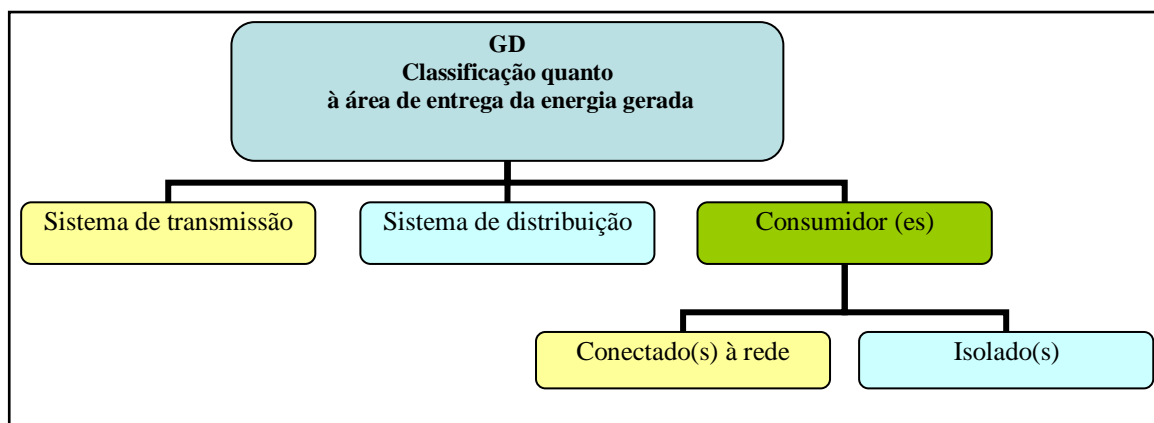 GD
Classificação quanto
à área de entrega da energia gerada
Sistema de transmissão
Sistema de distribuição
Consumidor (es)
Conectado(s) à rede
Isolado(s)